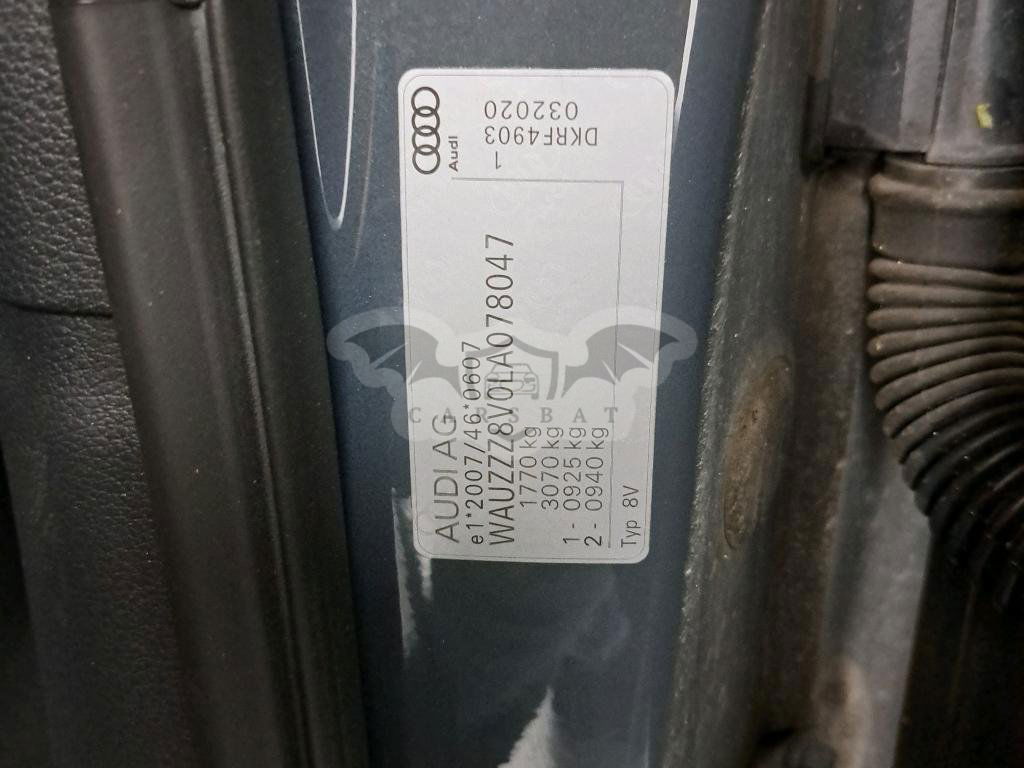 Audi
AUDI AG
e1*2007/46*0607
WAUZZZ8V0LA078047
1770 kg
3070 kg
1 - 0925 kg
2 - 0940 kg
Typ 8V
1
DKRF4903
032020
CARSBAT